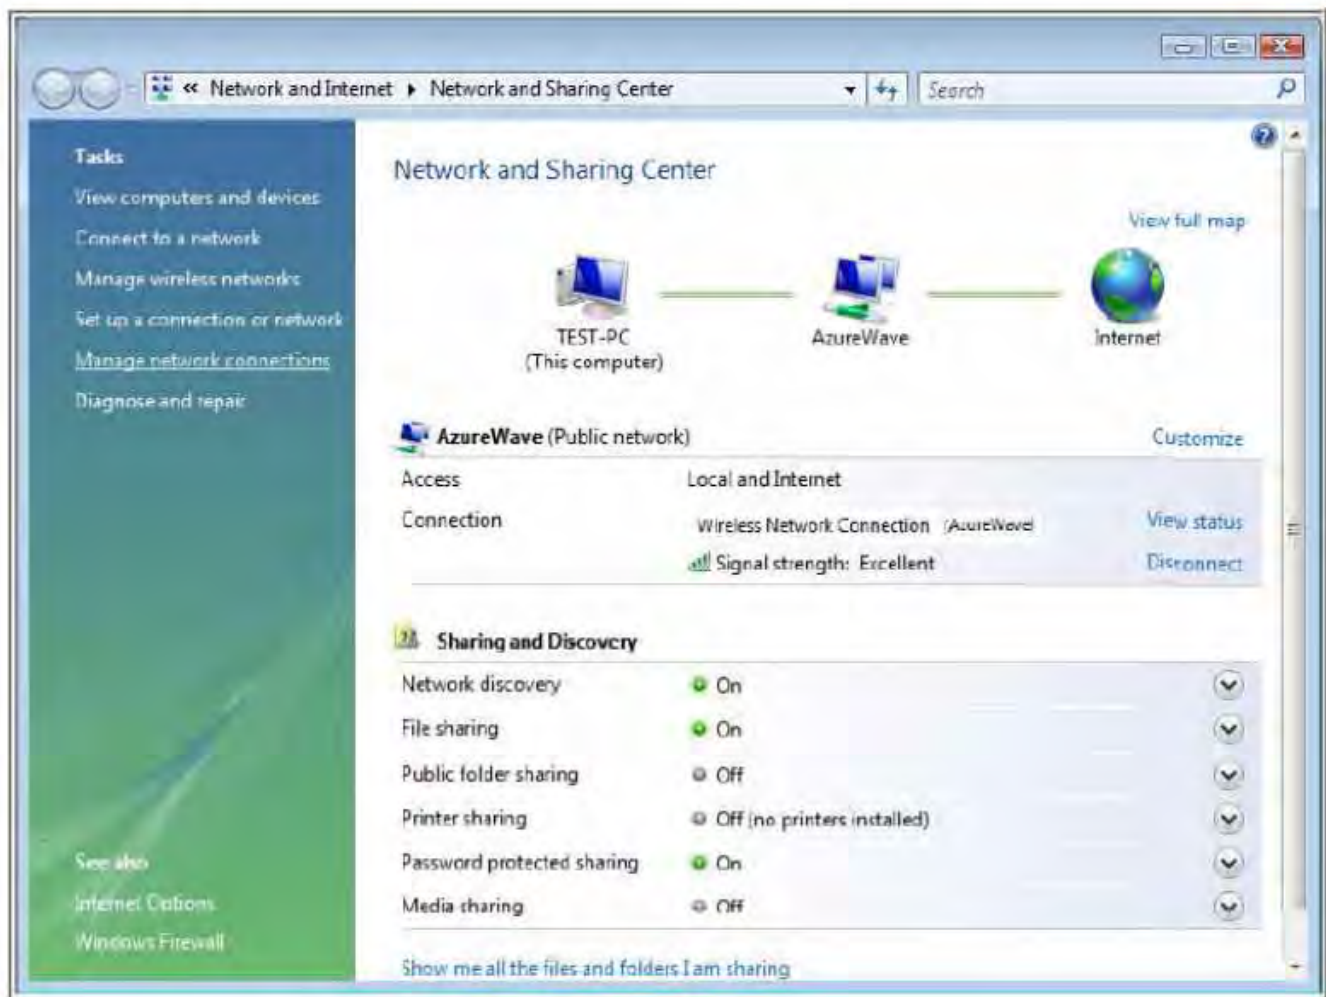 « Network and Internet ▸ Network and Sharing Center
Search
Tasks
View computers and devices
Connect to a network
Manage wireless networks
Set up a connection or network
Manage network connections
Diagnose and repair
See also
Internet Options
Windows Firewall
Network and Sharing Center
View full map
TEST-PC
(This computer)
AzureWave
Internet
AzureWave (Public network)
Customize
Access
Local and Internet
Connection
Wireless Network Connection (AzureWave)
View status
Signal strength: Excellent
Disconnect
Sharing and Discovery
Network discovery
On
File sharing
On
Public folder sharing
Off
Printer sharing
Off (no printers installed)
Password protected sharing
On
Media sharing
Off
Show me all the files and folders I am sharing